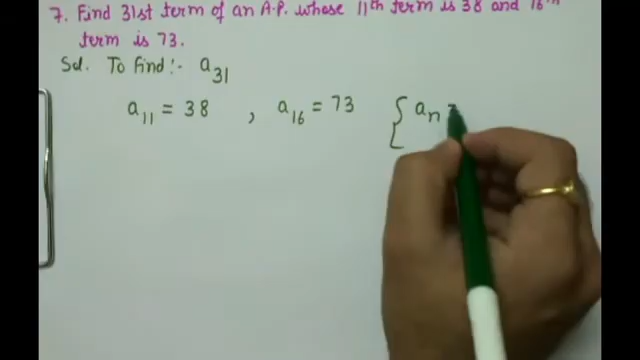 7. Find 31st term of an A.P. whose 11th term is 38 and 16th
term is 73.
Sol. To Find:- a31
a11 = 38 , a16 = 73 { an =